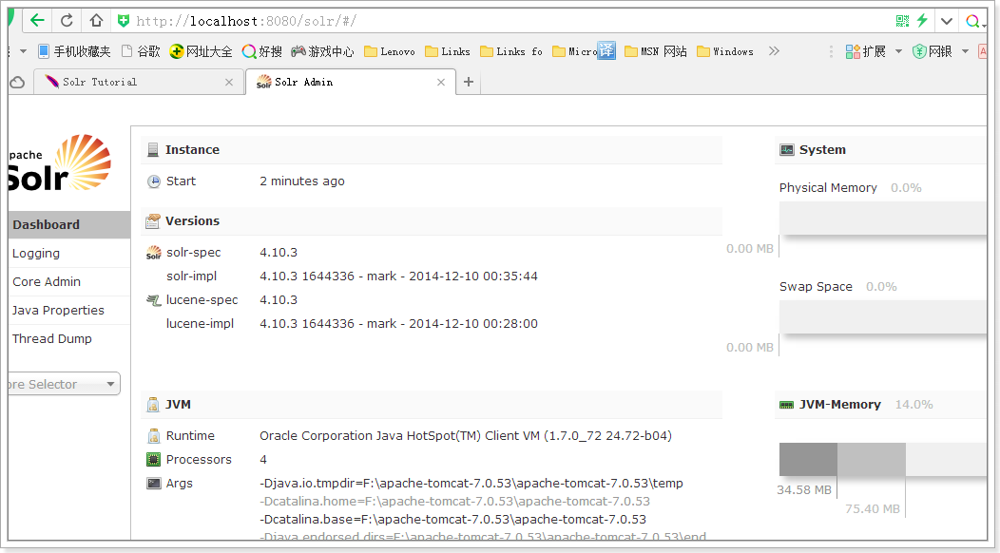 http://localhost:8080/solr/#/
手机收藏夹 谷歌 网址大全 好搜 游戏中心 Lenovo Links Links fo Micro 译 MSN 网站 Windows 扩展 网银
Solr Tutorial
Solr Admin
pache
Solr
Dashboard
Logging
Core Admin
Java Properties
Thread Dump
ore Selector
Instance
Start 2 minutes ago
Versions
Solr solr-spec 4.10.3
solr-impl 4.10.3 1644336 - mark - 2014-12-10 00:35:44
lucene-spec 4.10.3
lucene-impl 4.10.3 1644336 - mark - 2014-12-10 00:28:00
JVM
Runtime Oracle Corporation Java HotSpot(TM) Client VM (1.7.0_72 24.72-b04)
Processors 4
Args -Djava.io.tmpdir=F:\apache-tomcat-7.0.53\apache-tomcat-7.0.53\temp
-Dcatalina.home=F:\apache-tomcat-7.0.53\apache-tomcat-7.0.53
-Dcatalina.base=F:\apache-tomcat-7.0.53\apache-tomcat-7.0.53
-Djava.endorsed.dirs=F:\apache-tomcat-7.0.53\apache-tomcat-7.0.53\end
System
Physical Memory 0.0%
0.00 MB
Swap Space 0.0%
0.00 MB
JVM-Memory 14.0%
34.58 MB
75.40 MB